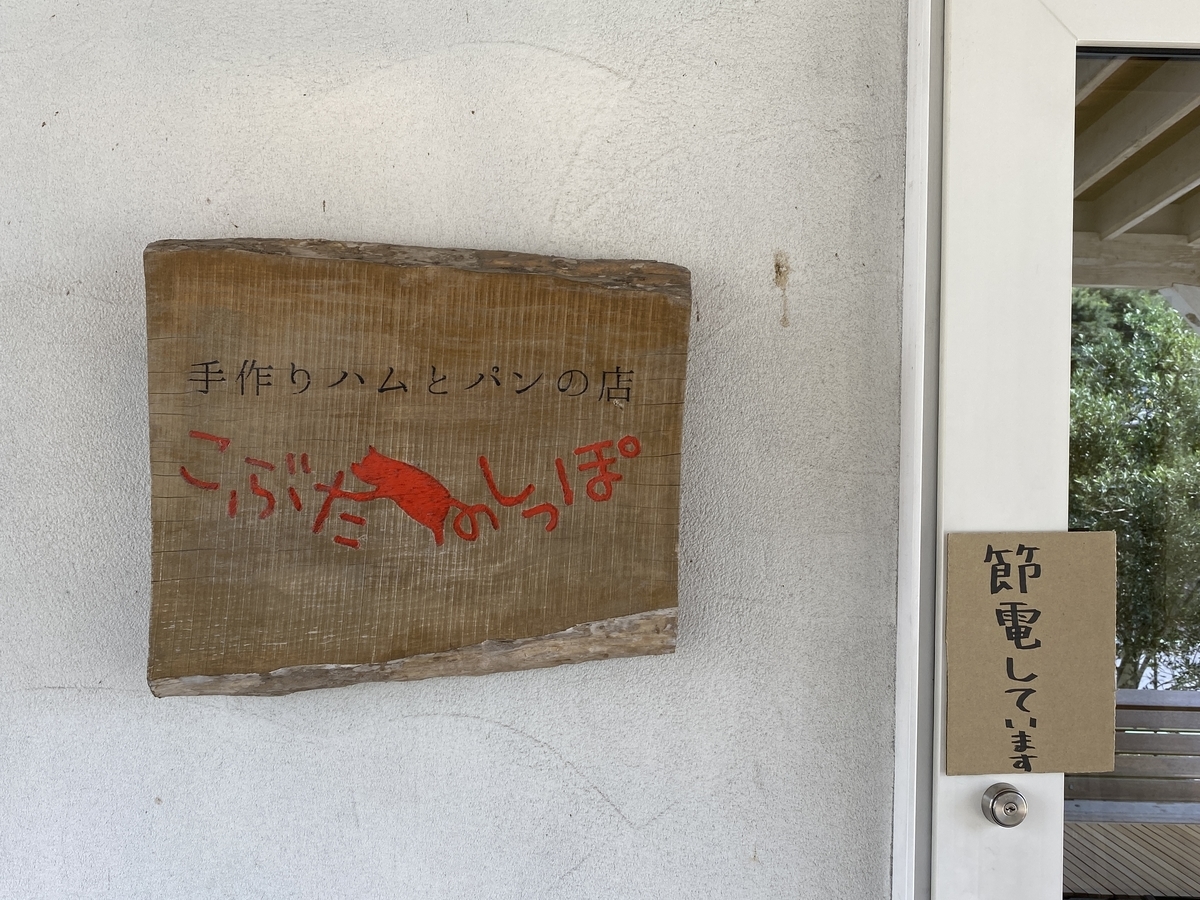 手作りハムとパンの店
こぶたのしっぽ
節電しています